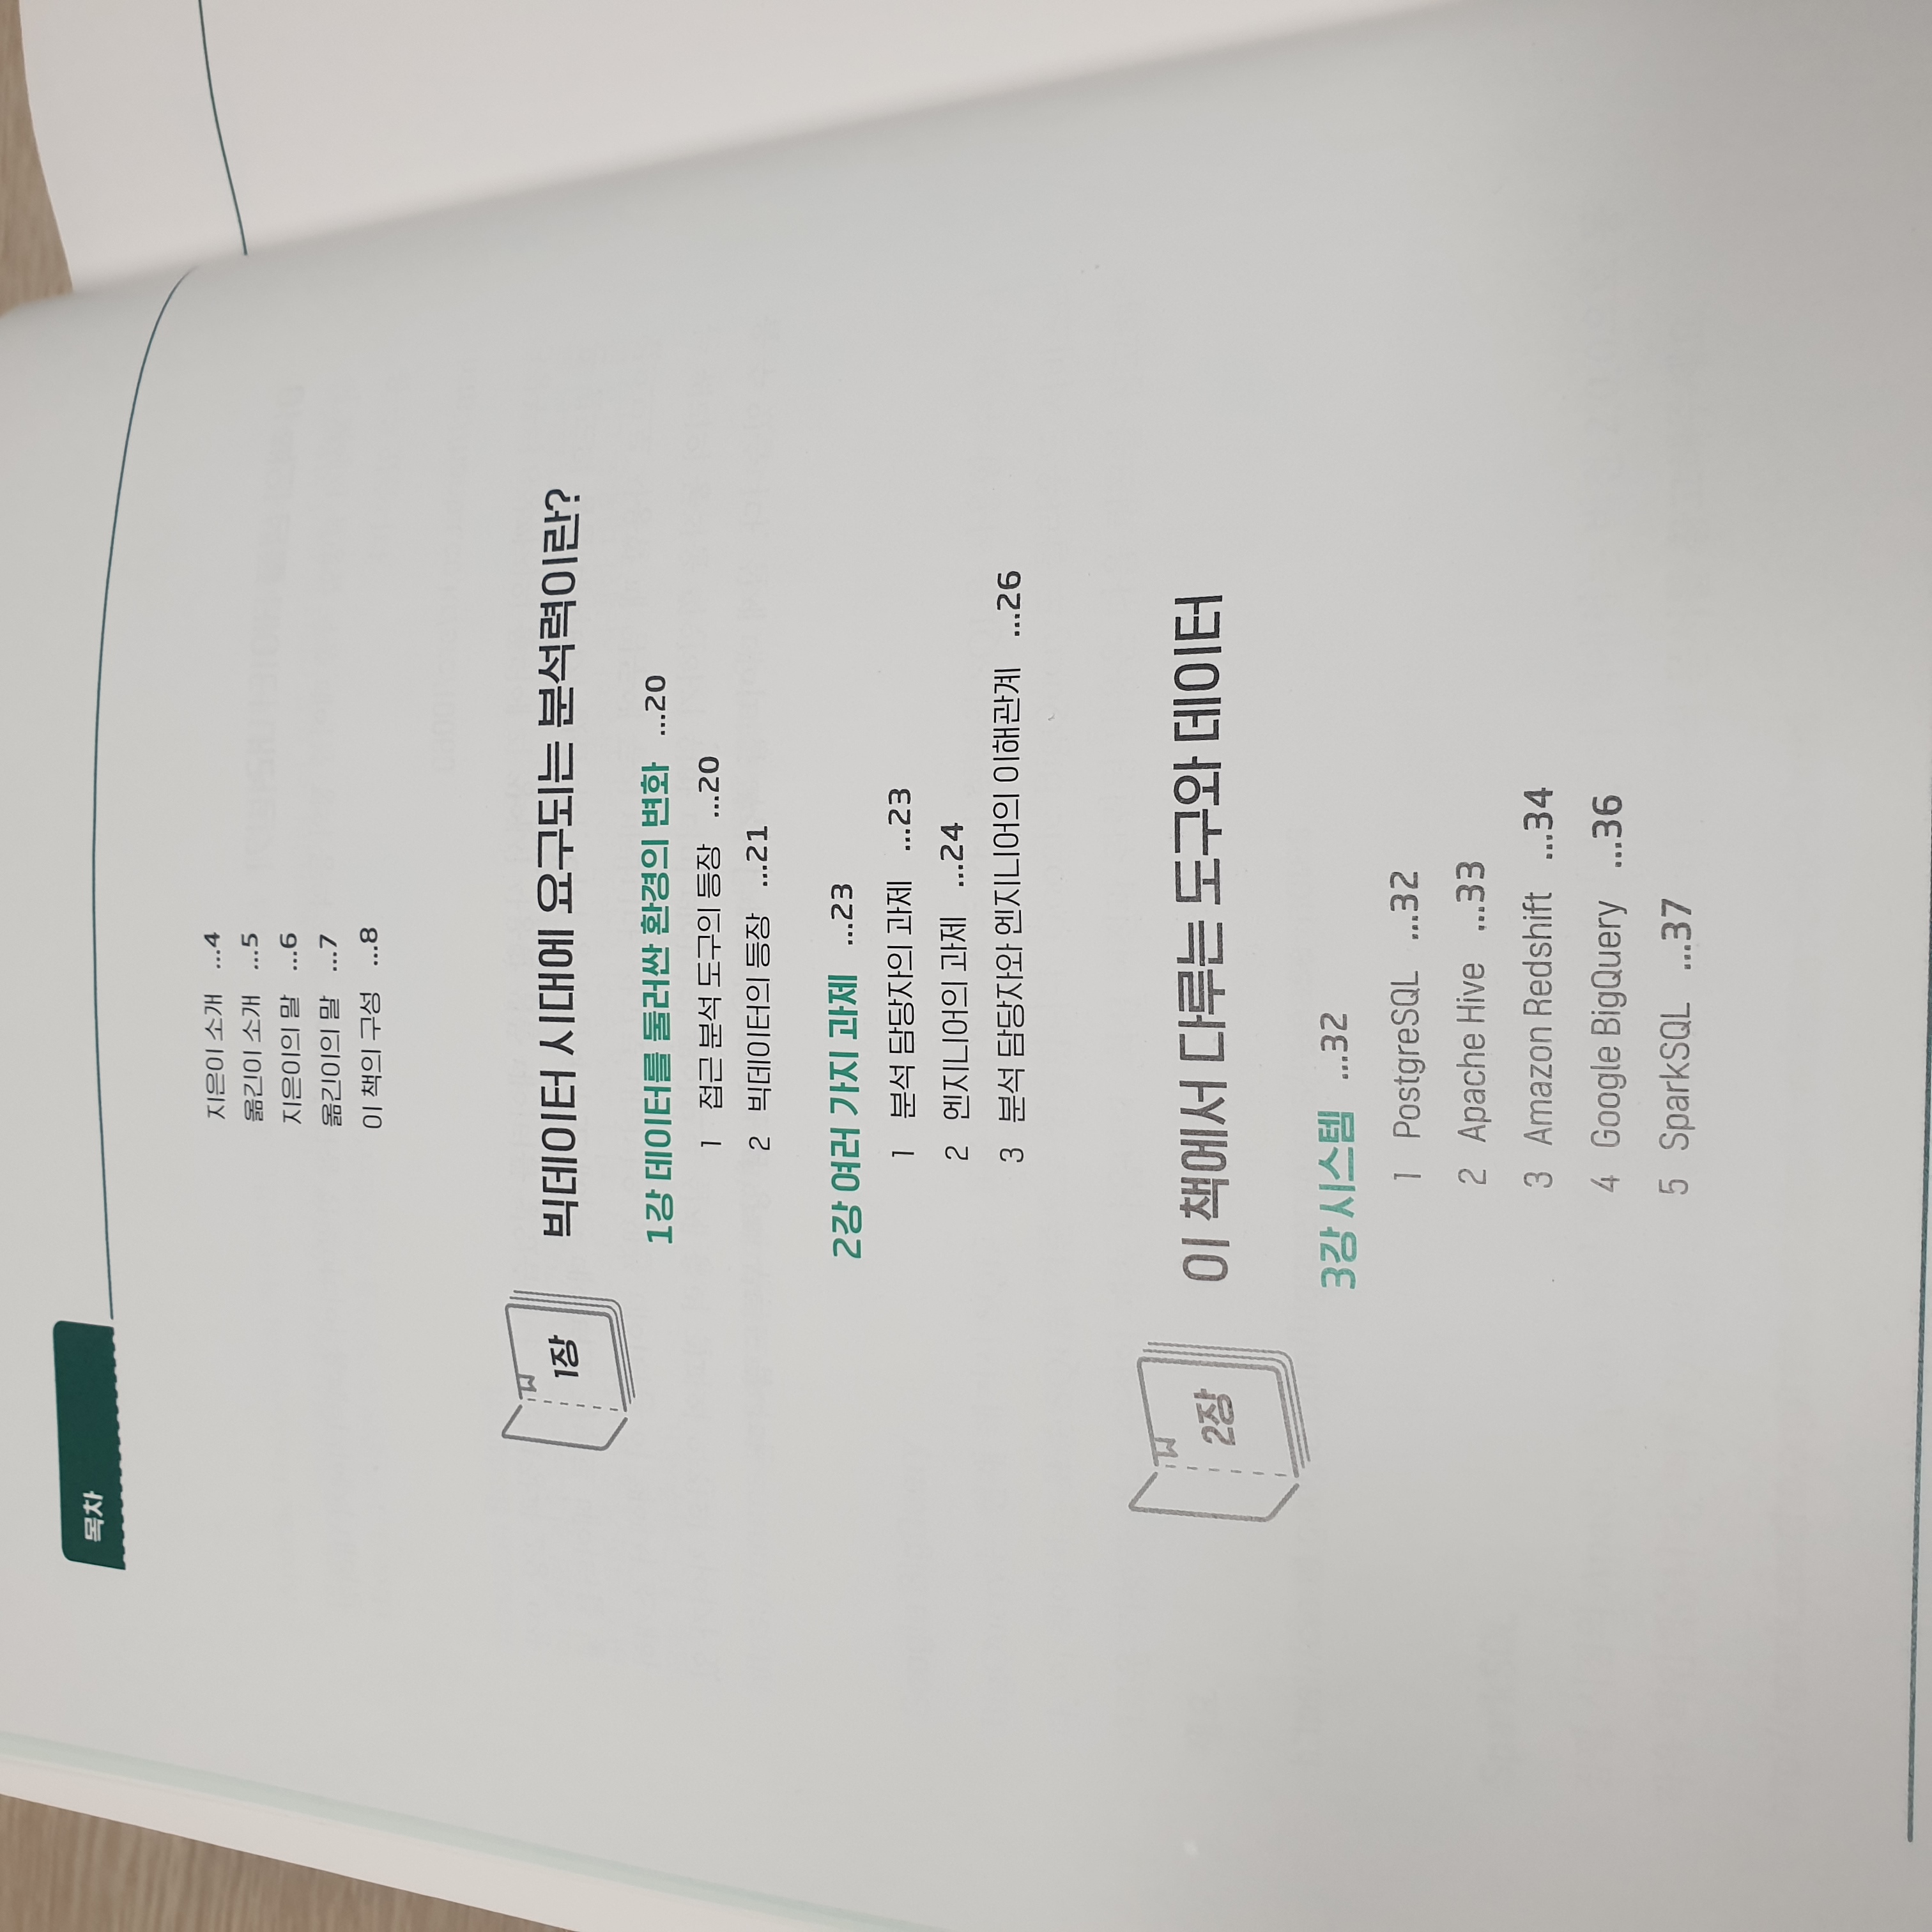 목차
지은이 소개 ...4
옮긴이 소개 ...5
지은이의 말 ...6
옮긴이의 말 ...7
이 책의 구성 ...8
1장 빅데이터 시대에 요구되는 분석력이란?
1강 데이터를 둘러싼 환경의 변화 ...20
1 접근 분석 도구의 등장 ...20
2 빅데이터의 등장 ...21
2강 여러 가지 과제 ...23
1 분석 담당자의 과제 ...23
2 엔지니어의 과제 ...24
3 분석 담당자와 엔지니어의 이해관계 ...26
2장 이 책에서 다루는 도구와 데이터
3강 시스템 ...32
1 PostgreSQL ...32
2 Apache Hive ...33
3 Amazon Redshift ...34
4 Google BigQuery ...36
5 SparkSQL ...37